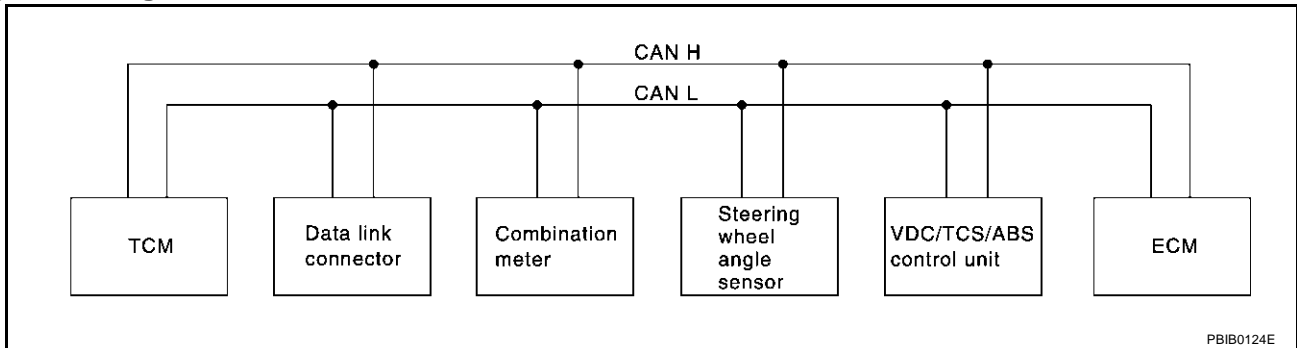 CAN H
CAN L
TCM
Data link
connector
Combination
meter
Steering
wheel
angle
sensor
VDC/TCS/ABS
control unit
ECM
PBIB0124E